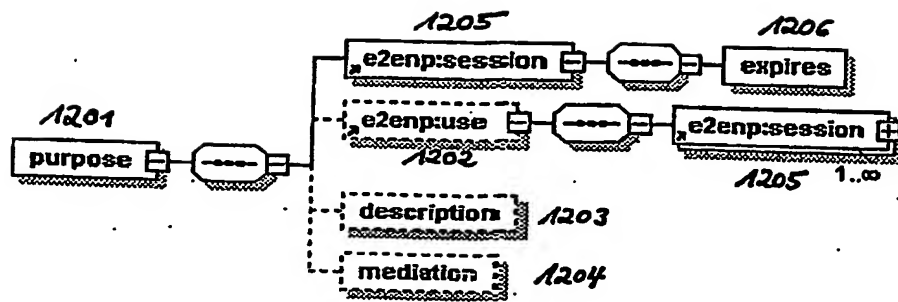 1205
1206
e2enp:session
expires
1201
e2enp:use
e2enp:session
purpose
1202
1205
1..∞
description
1203
mediation
1204